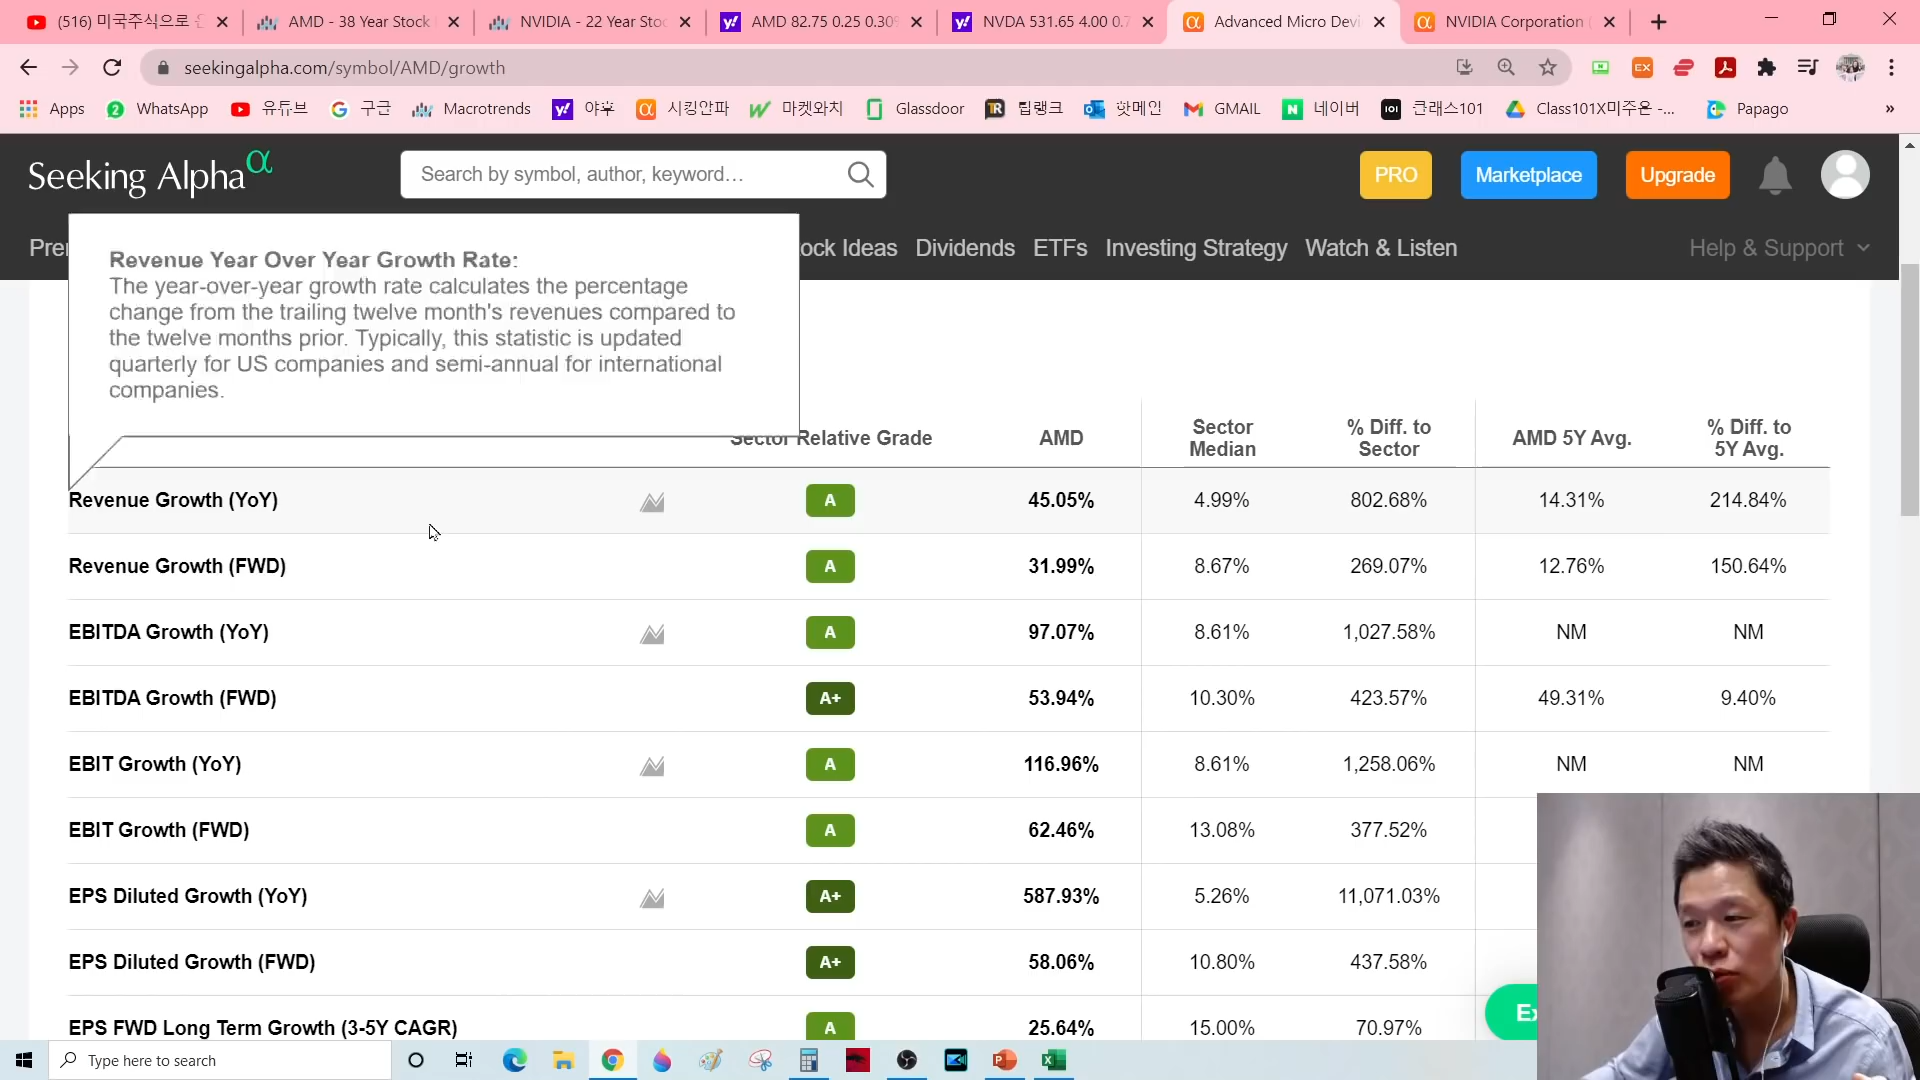 (516) 미국주식으로 은
AMD - 38 Year Stock
NVIDIA - 22 Year Stoc
AMD 82.75 0.25 0.30%
NVDA 531.65 4.00 0.7
Advanced Micro Devi
NVIDIA Corporation (
seekingalpha.com/symbol/AMD/growth
Apps
WhatsApp
유튜브
구글
Macrotrends
야후
시킹알파
마켓와치
Glassdoor
팁랭크
핫메일
GMAIL
네이버
클래스101
Class101X미주은 -...
Papago
»
Seeking Alpha α
Search by symbol, author, keyword...
PRO
Marketplace
Upgrade
Pre
ock Ideas
Dividends
ETFs
Investing Strategy
Watch & Listen
Help & Support
Revenue Year Over Year Growth Rate:
The year-over-year growth rate calculates the percentage
change from the trailing twelve month's revenues compared to
the twelve months prior. Typically, this statistic is updated
quarterly for US companies and semi-annual for international
companies.
Sector Relative Grade AMD Sector Median % Diff. to Sector AMD 5Y Avg. % Diff. to 5Y Avg.
Revenue Growth (YoY) A 45.05% 4.99% 802.68% 14.31% 214.84%
Revenue Growth (FWD) A 31.99% 8.67% 269.07% 12.76% 150.64%
EBITDA Growth (YoY) A 97.07% 8.61% 1,027.58% NM NM
EBITDA Growth (FWD) A+ 53.94% 10.30% 423.57% 49.31% 9.40%
EBIT Growth (YoY) A 116.96% 8.61% 1,258.06% NM NM
EBIT Growth (FWD) A 62.46% 13.08% 377.52%
EPS Diluted Growth (YoY) A+ 587.93% 5.26% 11,071.03%
EPS Diluted Growth (FWD) A+ 58.06% 10.80% 437.58%
EPS FWD Long Term Growth (3-5Y CAGR) A 25.64% 15.00% 70.97%
Ex
Type here to search